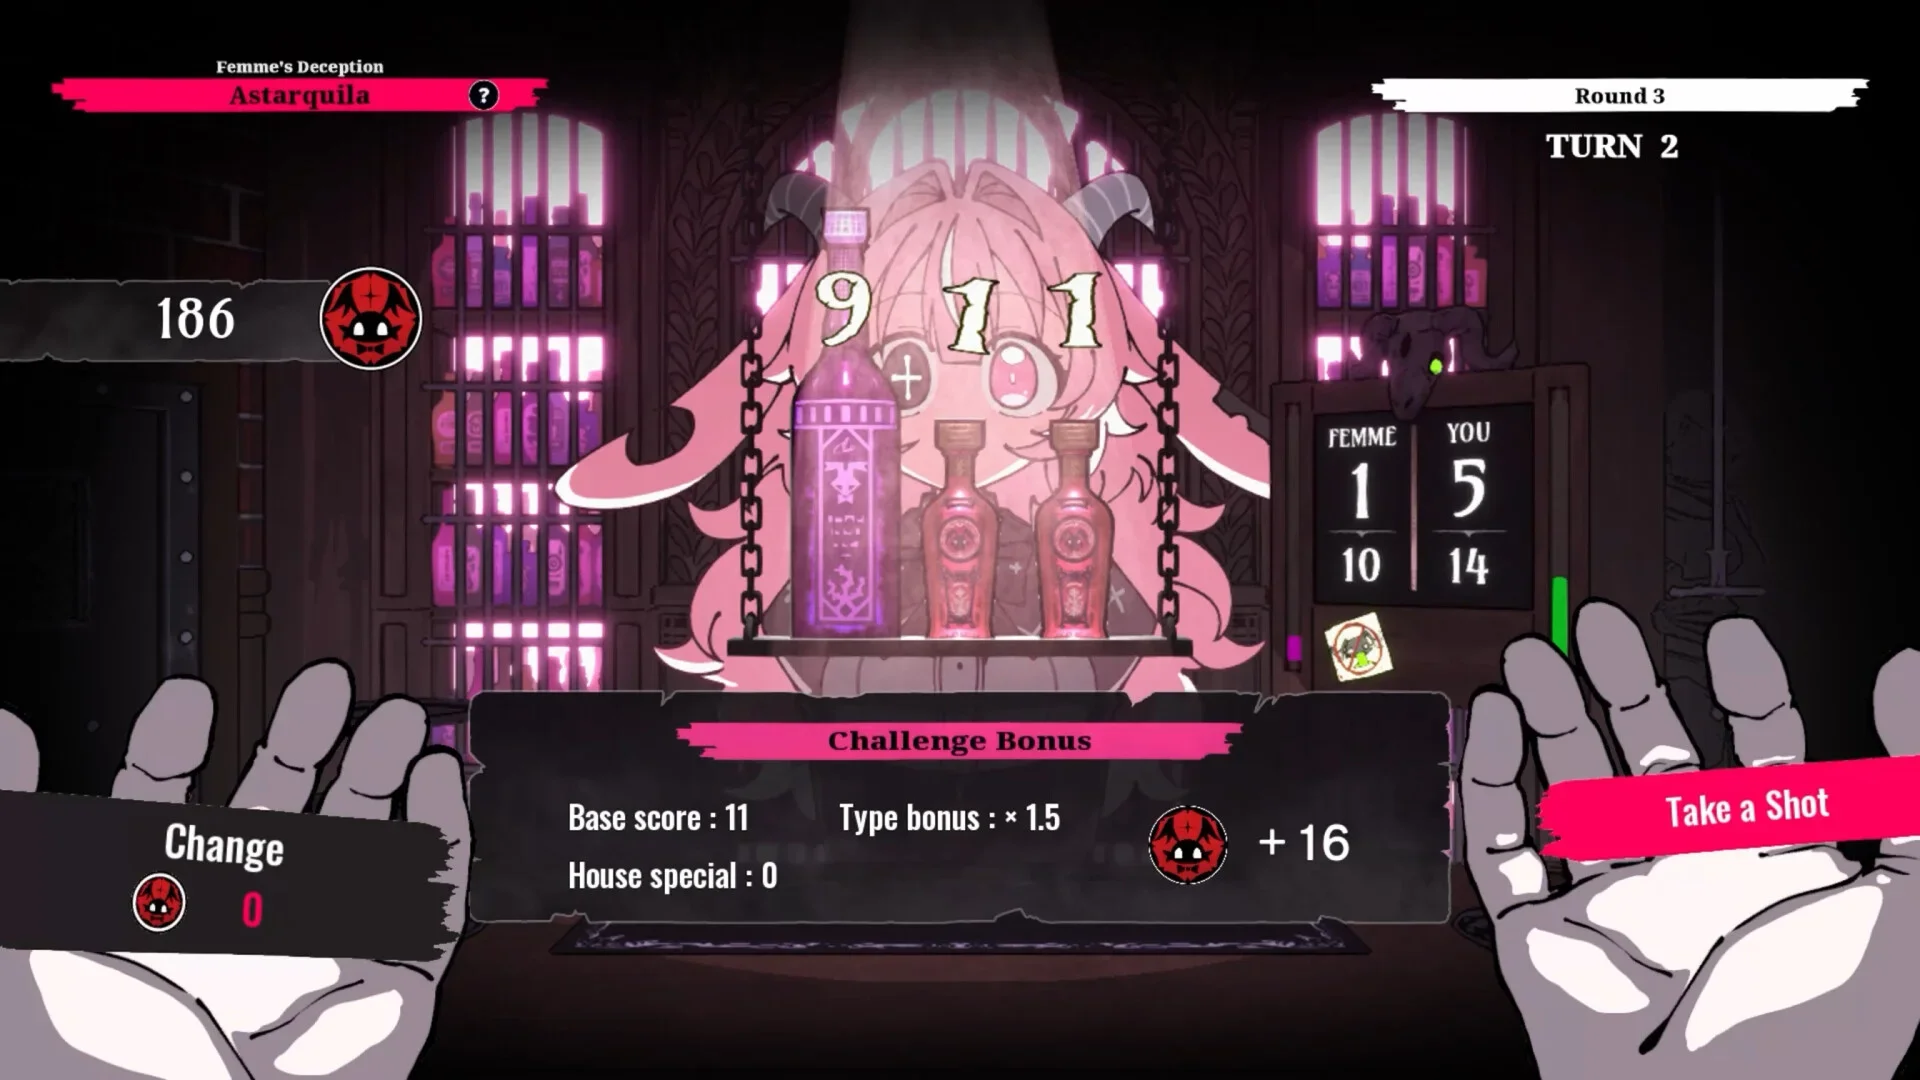 Femme's Deception
Astarquila
?
Round 3
TURN 2
186
9 1 1
FEMME YOU
1 5
10 14
Challenge Bonus
Base score : 11 Type bonus : × 1.5
House special : 0
+ 16
Change
0
Take a Shot